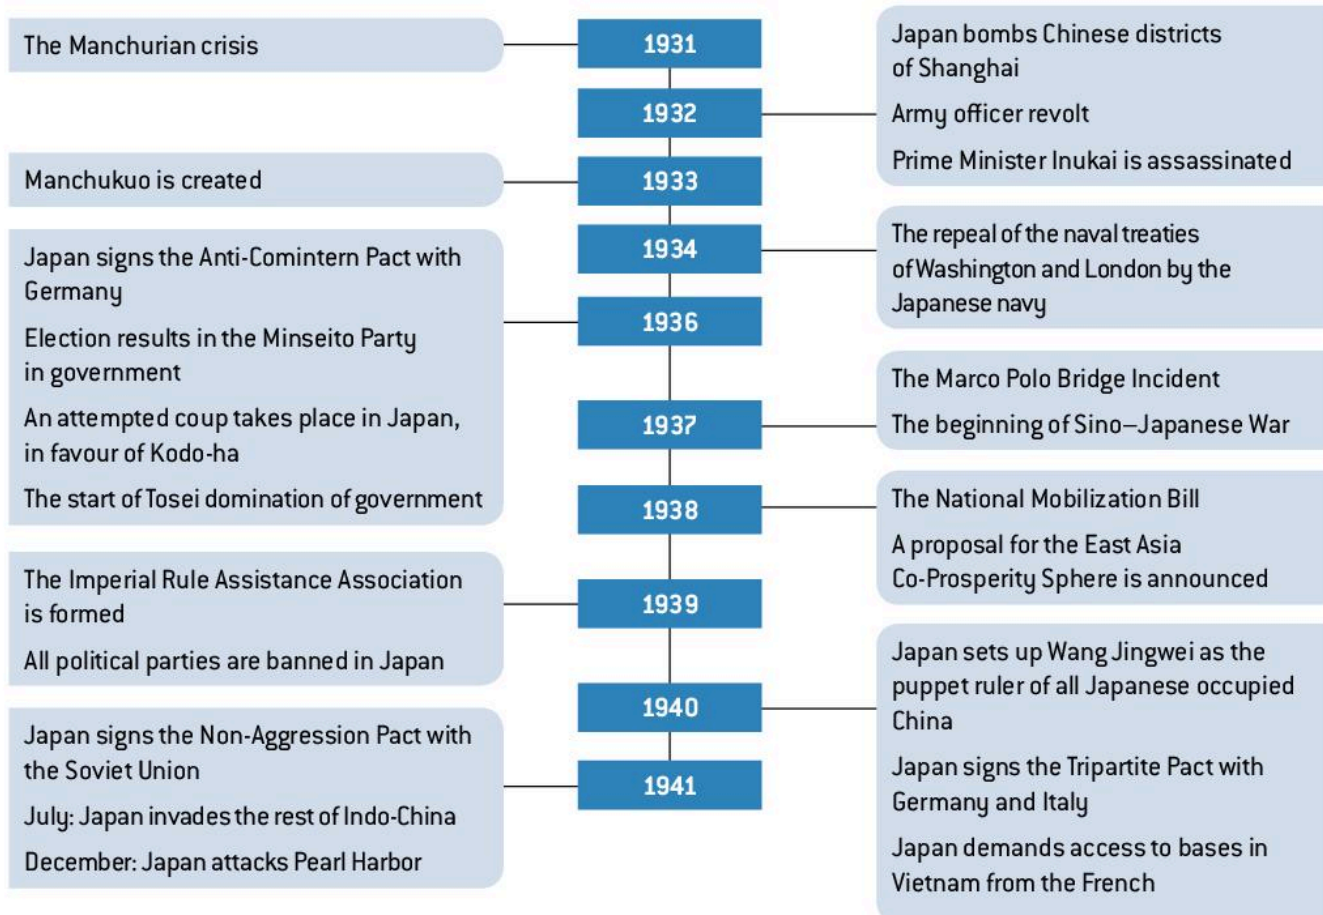 The Manchurian crisis
1931
Japan bombs Chinese districts
of Shanghai
Army officer revolt
Prime Minister Inukai is assassinated
1932
Manchukuo is created
1933
1934
The repeal of the naval treaties
of Washington and London by the
Japanese navy
Japan signs the Anti-Comintern Pact with
Germany
Election results in the Minseito Party
in government
An attempted coup takes place in Japan,
in favour of Kodo-ha
The start of Tosei domination of government
1936
1937
The Marco Polo Bridge Incident
The beginning of Sino–Japanese War
1938
The National Mobilization Bill
A proposal for the East Asia
Co-Prosperity Sphere is announced
The Imperial Rule Assistance Association
is formed
All political parties are banned in Japan
1939
1940
Japan sets up Wang Jingwei as the
puppet ruler of all Japanese occupied
China
Japan signs the Tripartite Pact with
Germany and Italy
Japan demands access to bases in
Vietnam from the French
Japan signs the Non-Aggression Pact with
the Soviet Union
July: Japan invades the rest of Indo-China
December: Japan attacks Pearl Harbor
1941